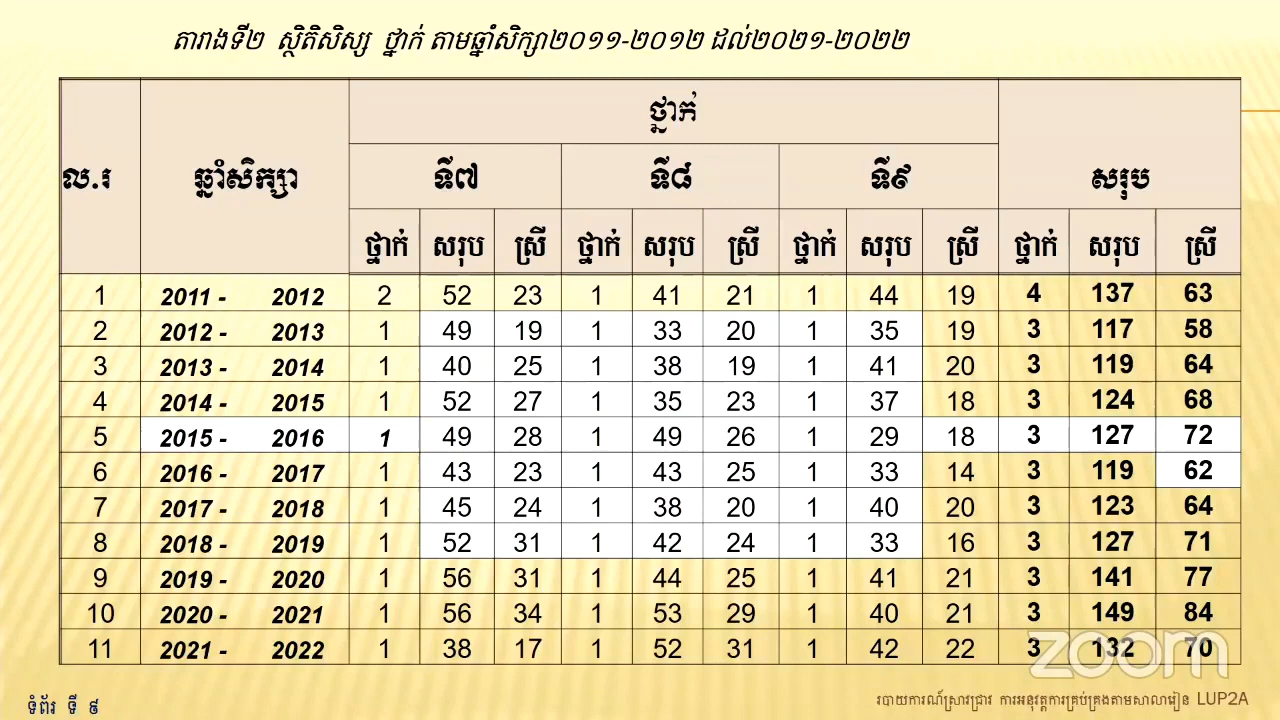 តារាងទី២ ស្ថិតិសិស្ស ថ្នាក់ តាមឆ្នាំសិក្សា២០១១-២០១២ ដល់២០២១-២០២២
ល.រ ឆ្នាំសិក្សា ថ្នាក់ សរុប
ទី៧ ទី៨ ទី៩
ថ្នាក់ សរុប ស្រី ថ្នាក់ សរុប ស្រី ថ្នាក់ សរុប ស្រី ថ្នាក់ សរុប ស្រី
1 2011 - 2012 2 52 23 1 41 21 1 44 19 4 137 63
2 2012 - 2013 1 49 19 1 33 20 1 35 19 3 117 58
3 2013 - 2014 1 40 25 1 38 19 1 41 20 3 119 64
4 2014 - 2015 1 52 27 1 35 23 1 37 18 3 124 68
5 2015 - 2016 1 49 28 1 49 26 1 29 18 3 127 72
6 2016 - 2017 1 43 23 1 43 25 1 33 14 3 119 62
7 2017 - 2018 1 45 24 1 38 20 1 40 20 3 123 64
8 2018 - 2019 1 52 31 1 42 24 1 33 16 3 127 71
9 2019 - 2020 1 56 31 1 44 25 1 41 21 3 141 77
10 2020 - 2021 1 56 34 1 53 29 1 40 21 3 149 84
11 2021 - 2022 1 38 17 1 52 31 1 42 22 3 132 70
zoom
ទំព័រ ទី ៩ របាយការណ៍ស្រាវជ្រាវ ការអនុវត្តការគ្រប់គ្រងតាមសាលារៀន LUP2A